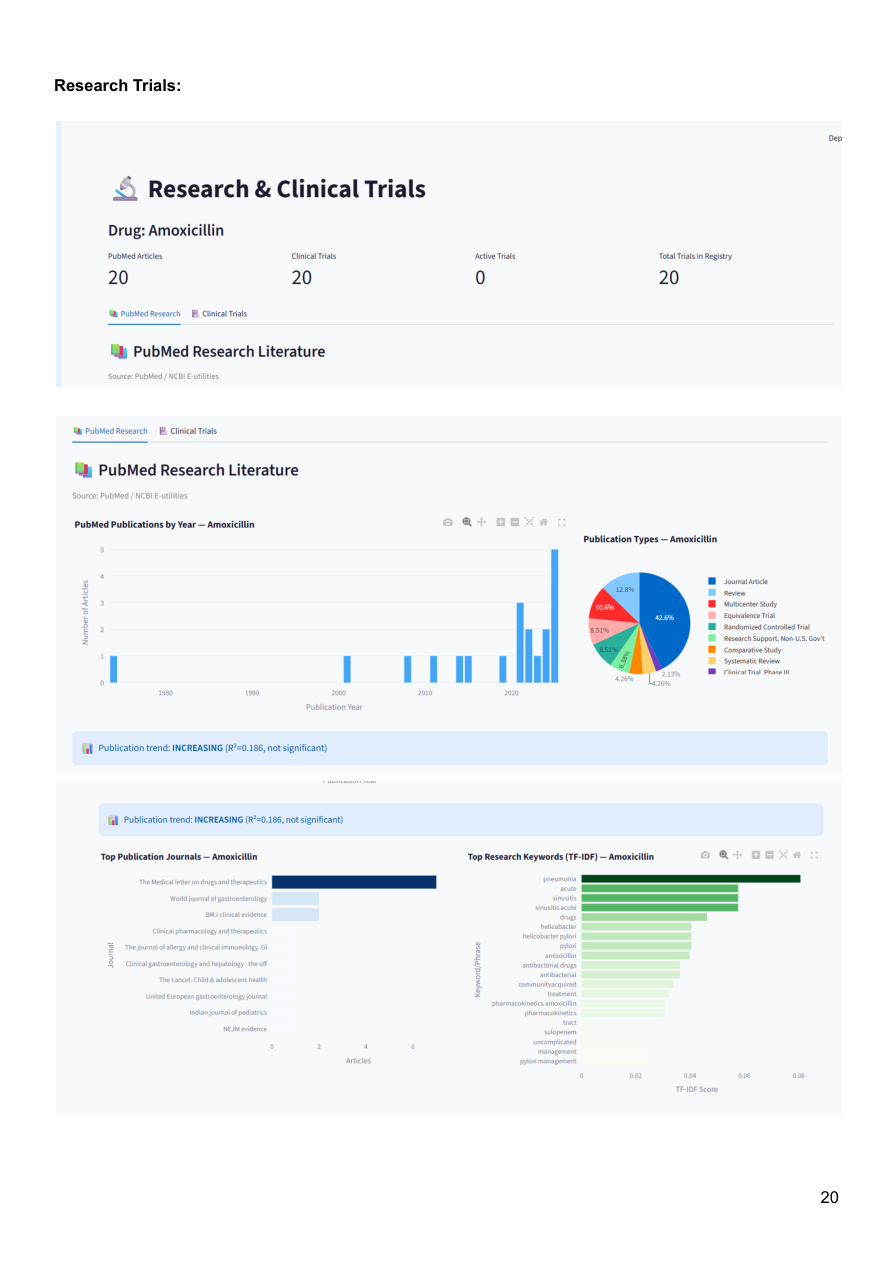 Research Trials:
Dep
Research & Clinical Trials
Drug: Amoxicillin
PubMed Articles
Clinical Trials
Active Trials
Total Trials in Registry
20
20
0
20
PubMed Research
Clinical Trials
PubMed Research Literature
Source: PubMed / NCBI E-utilities
PubMed Research
Clinical Trials
PubMed Research Literature
Source: PubMed / NCBI E-utilities
PubMed Publications by Year — Amoxicillin
Number of Articles
5
4
3
2
1
0
1980
1990
2000
2010
2020
Publication Year
Publication Types — Amoxicillin
42.6%
12.8%
10.6%
8.51%
8.51%
6.38%
4.26%
4.26%
2.13%
Journal Article
Review
Multicenter Study
Equivalence Trial
Randomized Controlled Trial
Research Support, Non-U.S. Gov't
Comparative Study
Systematic Review
Clinical Trial, Phase III
Publication trend: INCREASING (R²=0.186, not significant)
Publication Year
Publication trend: INCREASING (R²=0.186, not significant)
Top Publication Journals — Amoxicillin
Journal
The Medical letter on drugs and therapeutics
World journal of gastroenterology
BMJ clinical evidence
Clinical pharmacology and therapeutics
The journal of allergy and clinical immunology. Gl
Clinical gastroenterology and hepatology : the off
The Lancet. Child & adolescent health
United European gastroenterology journal
Indian journal of pediatrics
NEJM evidence
0
2
4
6
Articles
Top Research Keywords (TF-IDF) — Amoxicillin
Keyword/Phrase
pneumonia
acute
sinusitis
sinusitis acute
drugs
helicobacter
helicobacter pylori
pylori
amoxicillin
antibacterial drugs
antibacterial
communityacquired
treatment
pharmacokinetics amoxicillin
pharmacokinetics
tract
sulopenem
uncomplicated
management
pylori management
0
0.02
0.04
0.06
0.08
TF-IDF Score
20